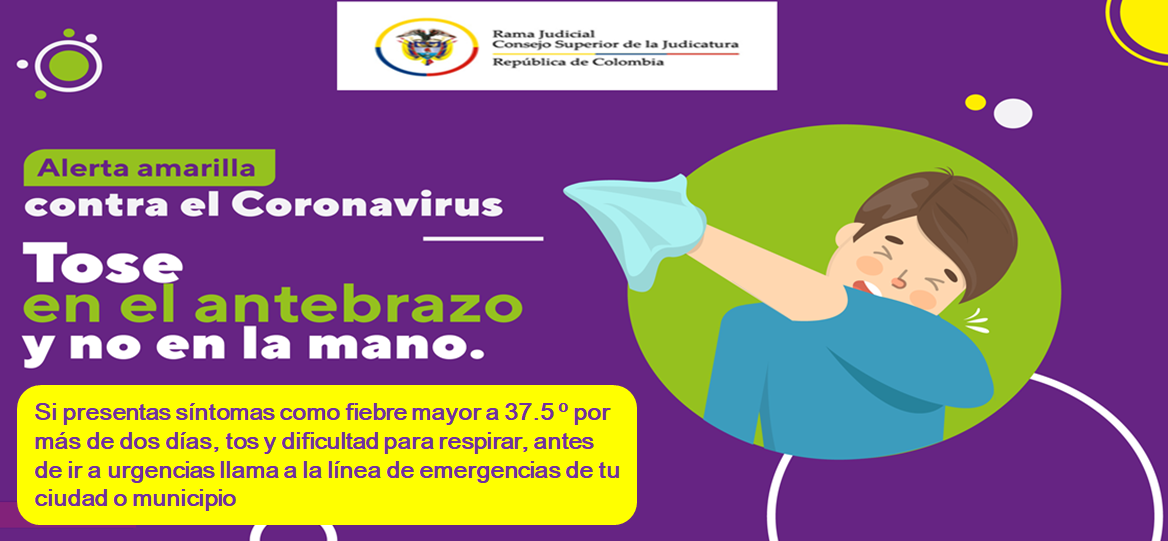 Rama Judicial
Consejo Superior de la Judicatura
República de Colombia
Alerta amarilla
contra el Coronavirus
Tose
en el antebrazo
y no en la mano.
Si presentas síntomas como fiebre mayor a 37.5 º por
más de dos días, tos y dificultad para respirar, antes
de ir a urgencias llama a la línea de emergencias de tu
ciudad o municipio